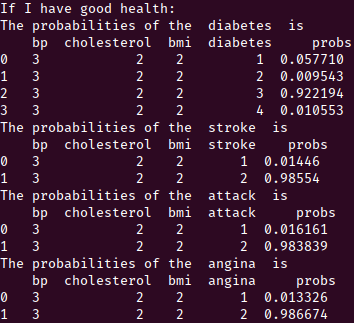 If I have good health:
The probabilities of the  diabetes  is
    bp  cholesterol  bmi  diabetes     probs
0   3            2    2         1  0.057710
1   3            2    2         2  0.009543
2   3            2    2         3  0.922194
3   3            2    2         4  0.010553
The probabilities of the  stroke  is
    bp  cholesterol  bmi  stroke    probs
0   3            2    2       1  0.01446
1   3            2    2       2  0.98554
The probabilities of the  attack  is
    bp  cholesterol  bmi  attack     probs
0   3            2    2       1  0.016161
1   3            2    2       2  0.983839
The probabilities of the  angina  is
    bp  cholesterol  bmi  angina     probs
0   3            2    2       1  0.013326
1   3            2    2       2  0.986674